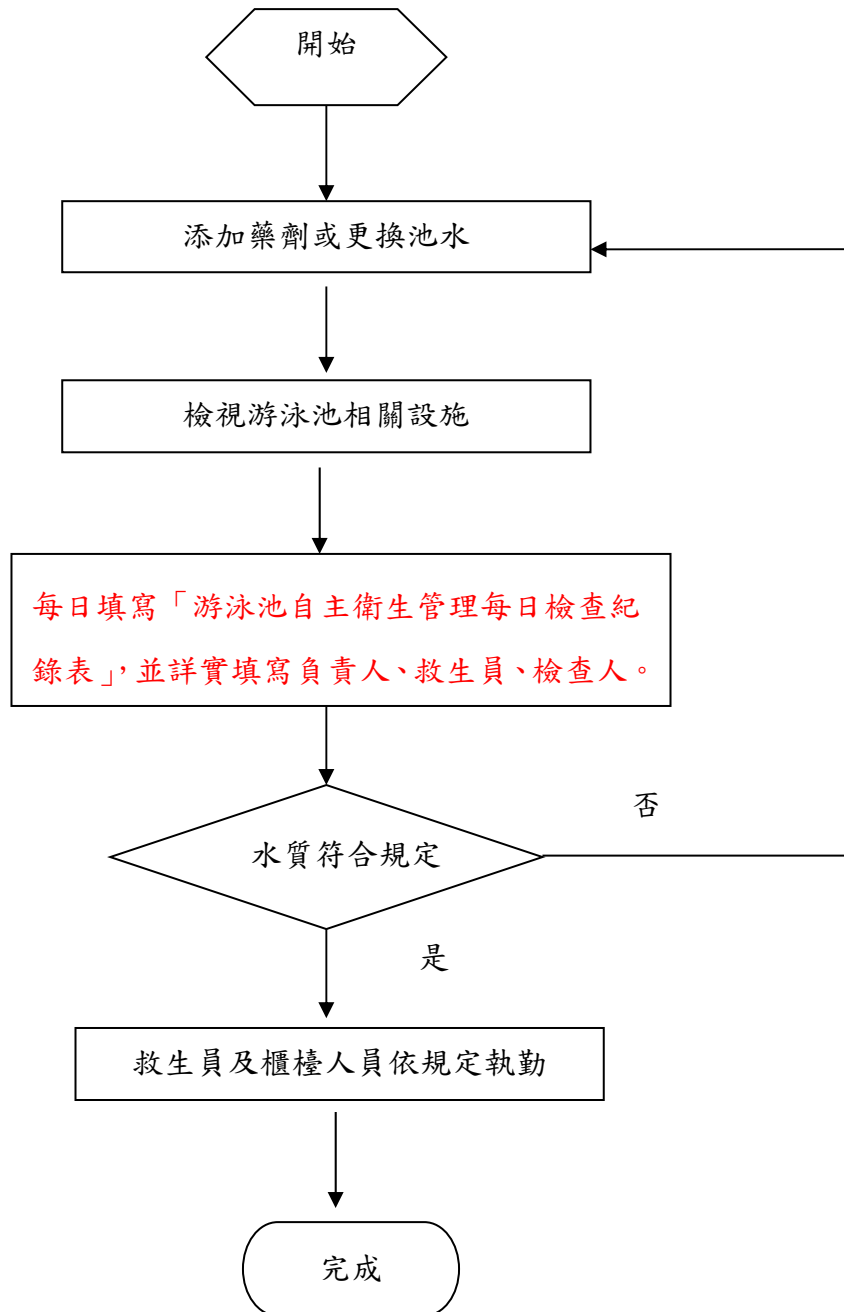 開始
添加藥劑或更換池水
檢視游泳池相關設施
每日填寫「游泳池自主衛生管理每日檢查紀
錄表」，並詳實填寫負責人、救生員、檢查人。
水質符合規定
否
是
救生員及櫃檯人員依規定執勤
完成